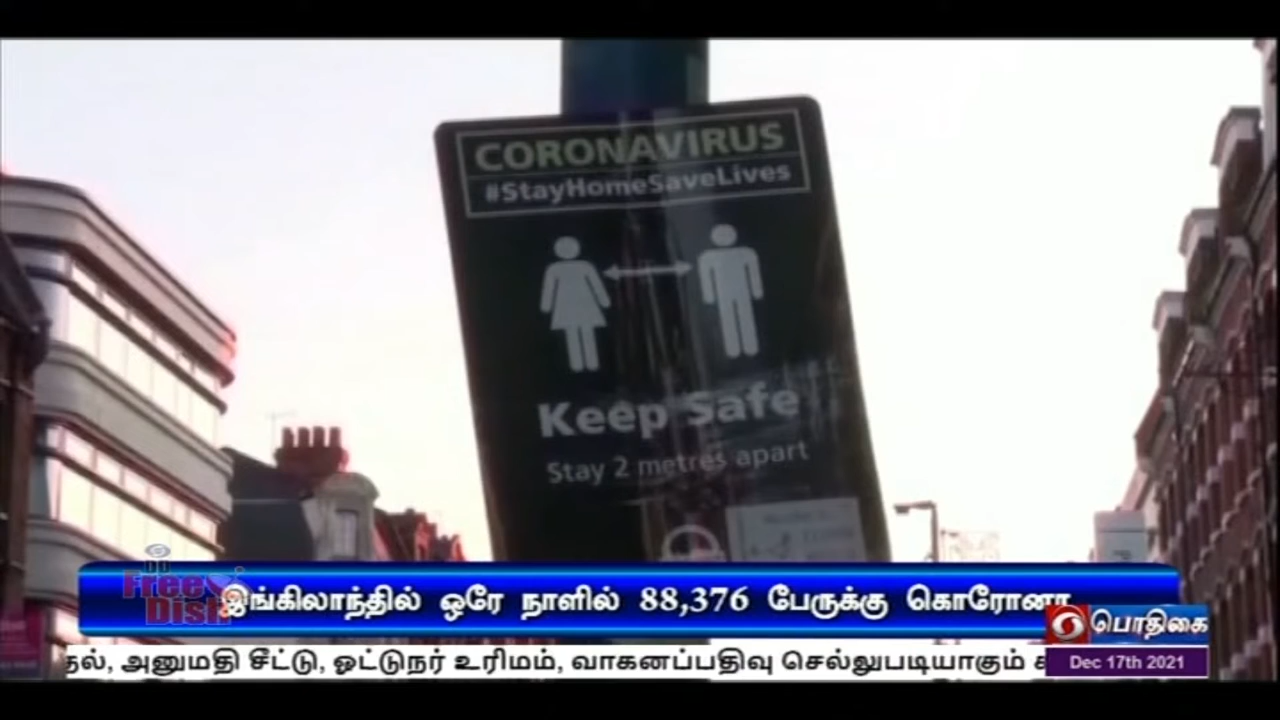 CORONAVIRUS
#StayHomeSaveLives
Keep Safe
Stay 2 metres apart
DD
Free
Dish
இங்கிலாந்தில் ஒரே நாளில் 88,376 பேருக்கு கொரோனா
பொதிகை
அனுமதி சீட்டு, ஓட்டுநர் உரிமம், வாகனப்பதிவு செல்லுபடியாகும்
Dec 17th 2021